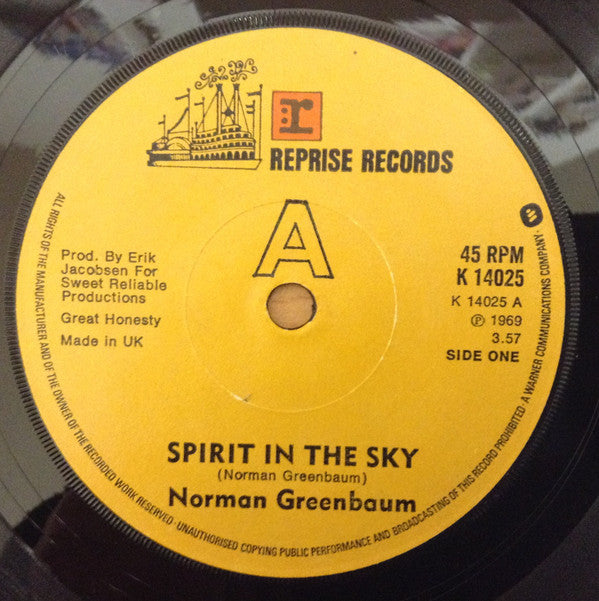 r
REPRISE RECORDS
A
Prod. By Erik
Jacobsen For
Sweet Reliable
Productions
Great Honesty
Made in UK
45 RPM
K 14025
K 14025 A
℗ 1969
3.57
SIDE ONE
SPIRIT IN THE SKY
(Norman Greenbaum)
Norman Greenbaum
ALL RIGHTS OF THE MANUFACTURER AND OF THE OWNER OF THE RECORDED WORK RESERVED · UNAUTHORISED COPYING PUBLIC PERFORMANCE AND BROADCASTING OF THIS RECORD PROHIBITED · A WARNER COMMUNICATIONS COMPANY ·